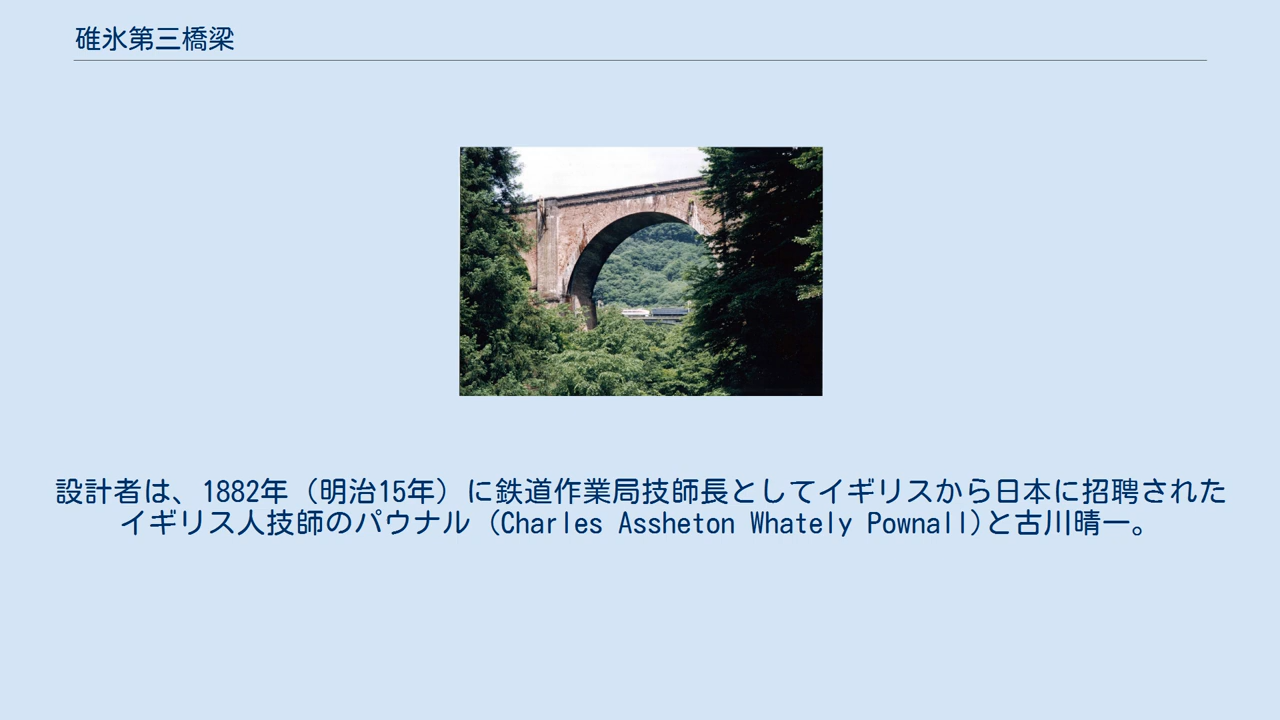 碓氷第三橋梁
設計者は、1882年（明治15年）に鉄道作業局技師長としてイギリスから日本に招聘された
イギリス人技師のパウナル（Charles Assheton Whately Pownall)と古川晴一。